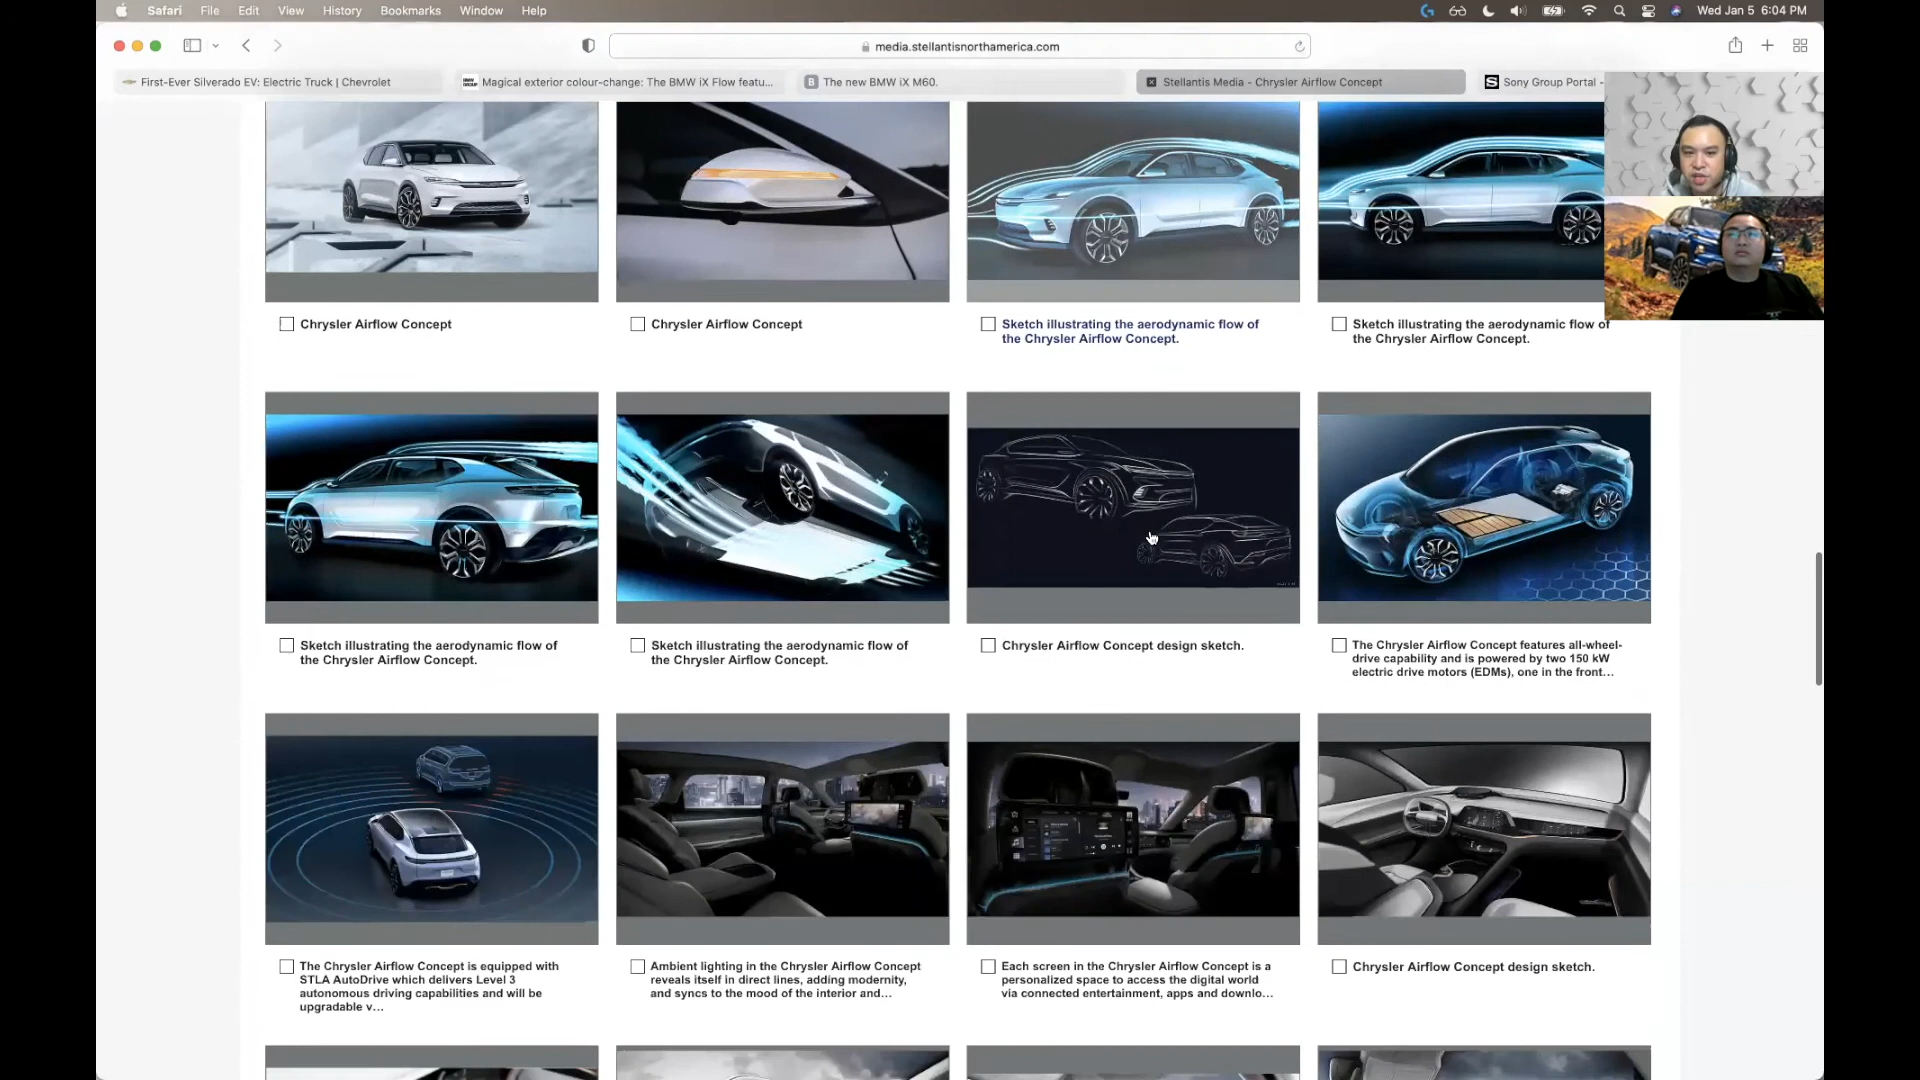 Safari File Edit View History Bookmarks Window Help Wed Jan 5 6:04 PM
media.stellantisnorthamerica.com
First-Ever Silverado EV: Electric Truck | Chevrolet
Magical exterior colour-change: The BMW iX Flow featu...
The new BMW iX M60.
Stellantis Media - Chrysler Airflow Concept
Sony Group Portal -
Chrysler Airflow Concept
Chrysler Airflow Concept
Sketch illustrating the aerodynamic flow of
the Chrysler Airflow Concept.
Sketch illustrating the aerodynamic flow of
the Chrysler Airflow Concept.
Sketch illustrating the aerodynamic flow of
the Chrysler Airflow Concept.
Sketch illustrating the aerodynamic flow of
the Chrysler Airflow Concept.
Chrysler Airflow Concept design sketch.
The Chrysler Airflow Concept features all-wheel-
drive capability and is powered by two 150 kW
electric drive motors (EDMs), one in the front...
The Chrysler Airflow Concept is equipped with
STLA AutoDrive which delivers Level 3
autonomous driving capabilities and will be
upgradable v...
Ambient lighting in the Chrysler Airflow Concept
reveals itself in direct lines, adding modernity,
and syncs to the mood of the interior and...
Each screen in the Chrysler Airflow Concept is a
personalized space to access the digital world
via connected entertainment, apps and downlo...
Chrysler Airflow Concept design sketch.